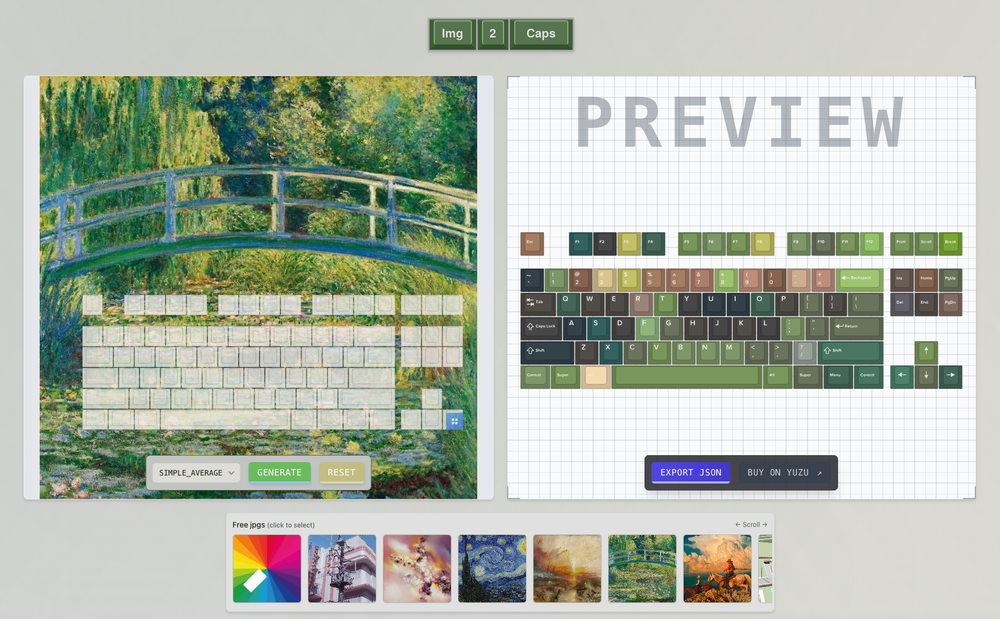 Img 2 Caps
PREVIEW
Esc F1 F2 F3 F4 F5 F6 F7 F8 F9 F10 F11 F12 Print Scroll Break
~ ! @ # $ % ^ & * ( ) _ + Backspace Ins Home PgUp
1 2 3 4 5 6 7 8 9 0 - =
Tab Q W E R T Y U I O P { } | Del End PgDn
[ ] \
Caps Lock A S D F G H J K L : " Return
; '
Shift Z X C V B N M < > ? Shift ↑
, . /
Control Super Alt Alt Super Menu Control ← ↓ →
SIMPLE_AVERAGE GENERATE RESET
EXPORT JSON BUY ON YUZU ↗
Free jpgs (click to select) ← Scroll →